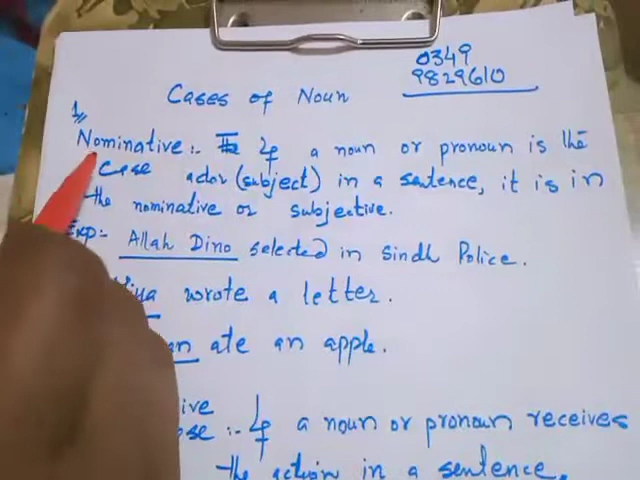 0349
9829610
Cases of Noun
1,,
Nominative :- If a noun or pronoun is the
Case actor (subject) in a sentence, it is in
the nominative or subjective.
Exp:- Allah Dino selected in Sindh Police.
wrote a letter.
ate an apple.
:- If a noun or pronoun receives
the action in a sentence.